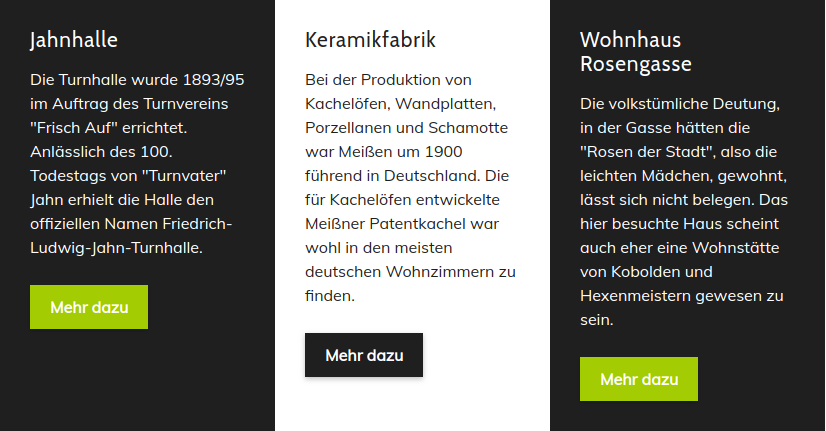 Jahnhalle
Die Turnhalle wurde 1893/95
im Auftrag des Turnvereins
"Frisch Auf" errichtet.
Anlässlich des 100.
Todestags von "Turnvater"
Jahn erhielt die Halle den
offiziellen Namen Friedrich-
Ludwig-Jahn-Turnhalle.
Mehr dazu
Keramikfabrik
Bei der Produktion von
Kachelöfen, Wandplatten,
Porzellanen und Schamotte
war Meißen um 1900
führend in Deutschland. Die
für Kachelöfen entwickelte
Meißner Patentkachel war
wohl in den meisten
deutschen Wohnzimmern zu
finden.
Mehr dazu
Wohnhaus
Rosengasse
Die volkstümliche Deutung,
in der Gasse hätten die
"Rosen der Stadt", also die
leichten Mädchen, gewohnt,
lässt sich nicht belegen. Das
hier besuchte Haus scheint
auch eher eine Wohnstätte
von Kobolden und
Hexenmeistern gewesen zu
sein.
Mehr dazu